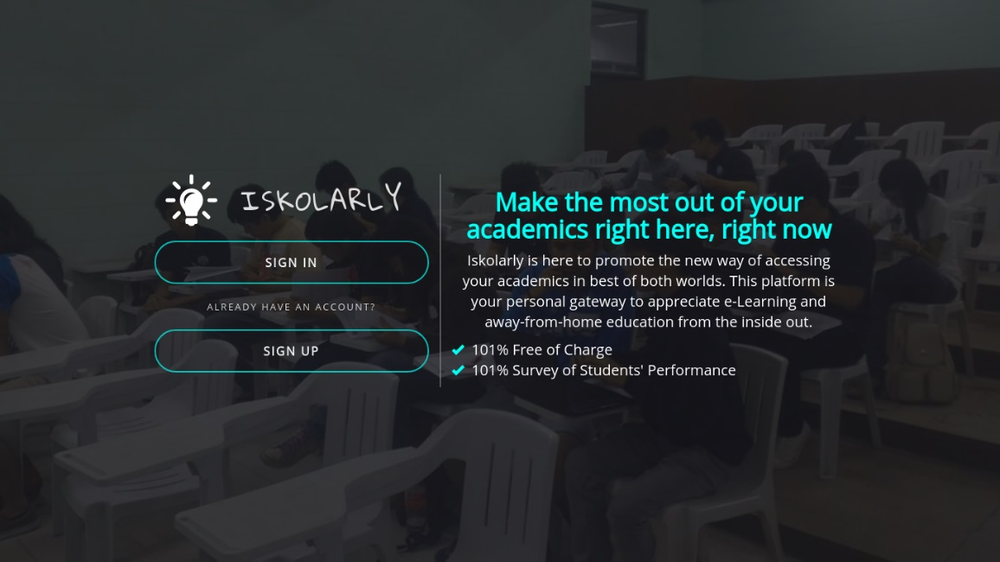 ISKOLARLY
SIGN IN
ALREADY HAVE AN ACCOUNT?
SIGN UP
Make the most out of your
academics right here, right now
Iskolarly is here to promote the new way of accessing
your academics in best of both worlds. This platform is
your personal gateway to appreciate e-Learning and
away-from-home education from the inside out.
101% Free of Charge
101% Survey of Students' Performance